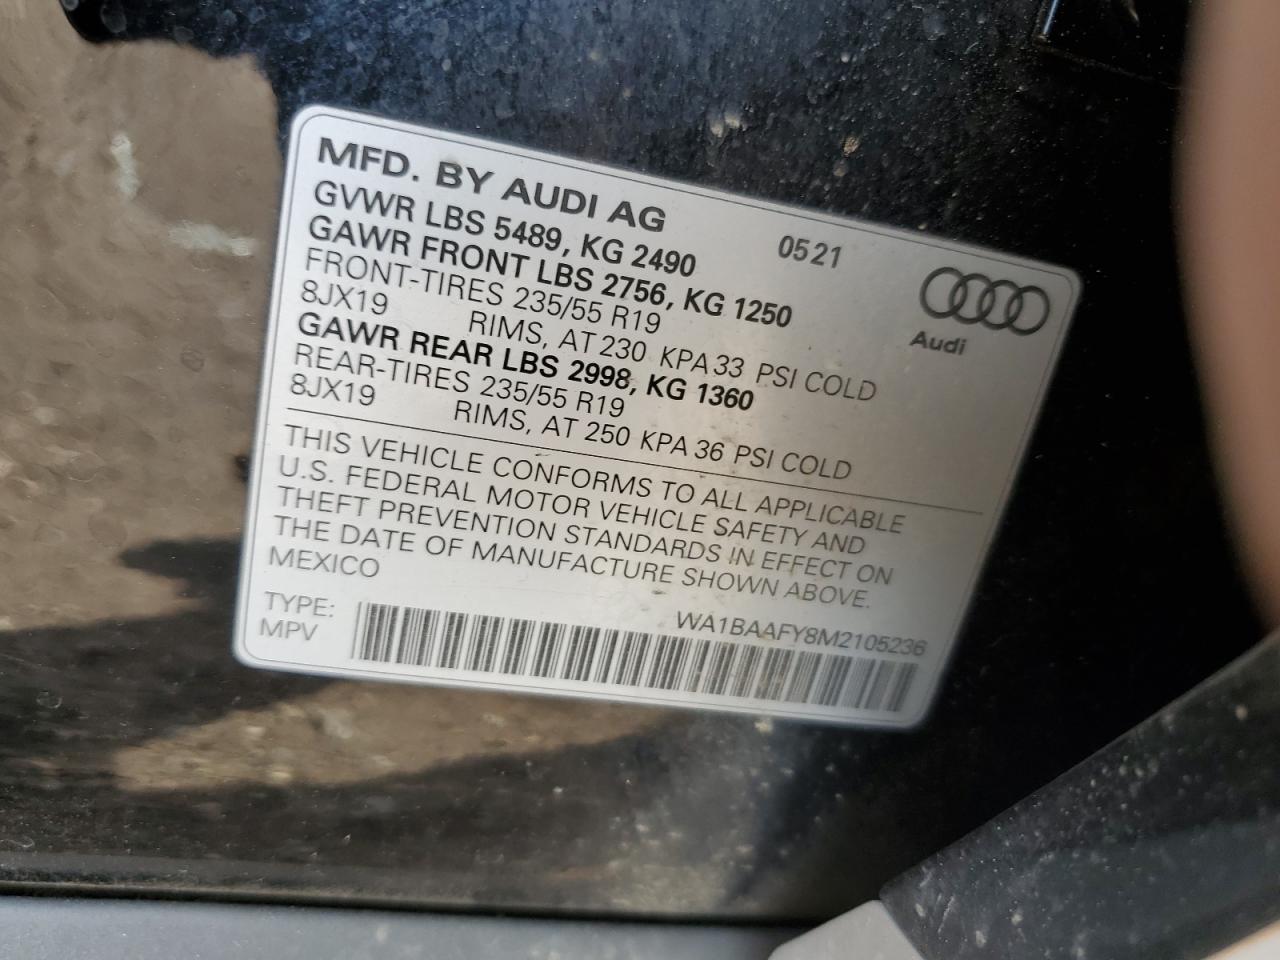 MFD. BY AUDI AG 0521
GVWR LBS 5489, KG 2490
GAWR FRONT LBS 2756, KG 1250
FRONT-TIRES 235/55 R19
8JX19 RIMS, AT 230 KPA 33 PSI COLD
GAWR REAR LBS 2998, KG 1360
REAR-TIRES 235/55 R19
8JX19 RIMS, AT 250 KPA 36 PSI COLD
Audi
THIS VEHICLE CONFORMS TO ALL APPLICABLE
U.S. FEDERAL MOTOR VEHICLE SAFETY AND
THEFT PREVENTION STANDARDS IN EFFECT ON
THE DATE OF MANUFACTURE SHOWN ABOVE.
MEXICO
WA1BAAFY8M2105236
TYPE:
MPV